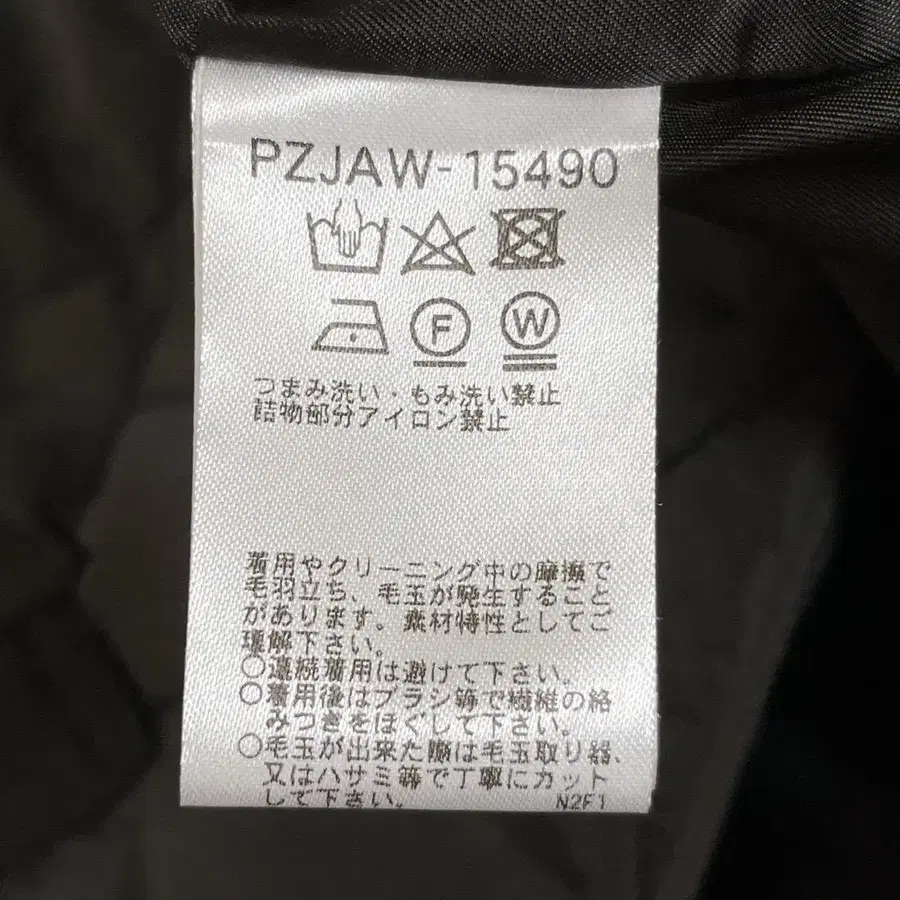 PZJAW-15490
F W
つまみ洗い・もみ洗い禁止
詰物部分アイロン禁止
着用やクリーニング中の摩擦で
毛羽立ち、毛玉が発生すること
があります。素材特性としてご
理解下さい。
○連続着用は避けて下さい。
○着用後はブラシ等で繊維の絡
みつきをほぐして下さい。
○毛玉が出来た際は毛玉取り器、
又はハサミ等で丁寧にカット
して下さい。
N2F1